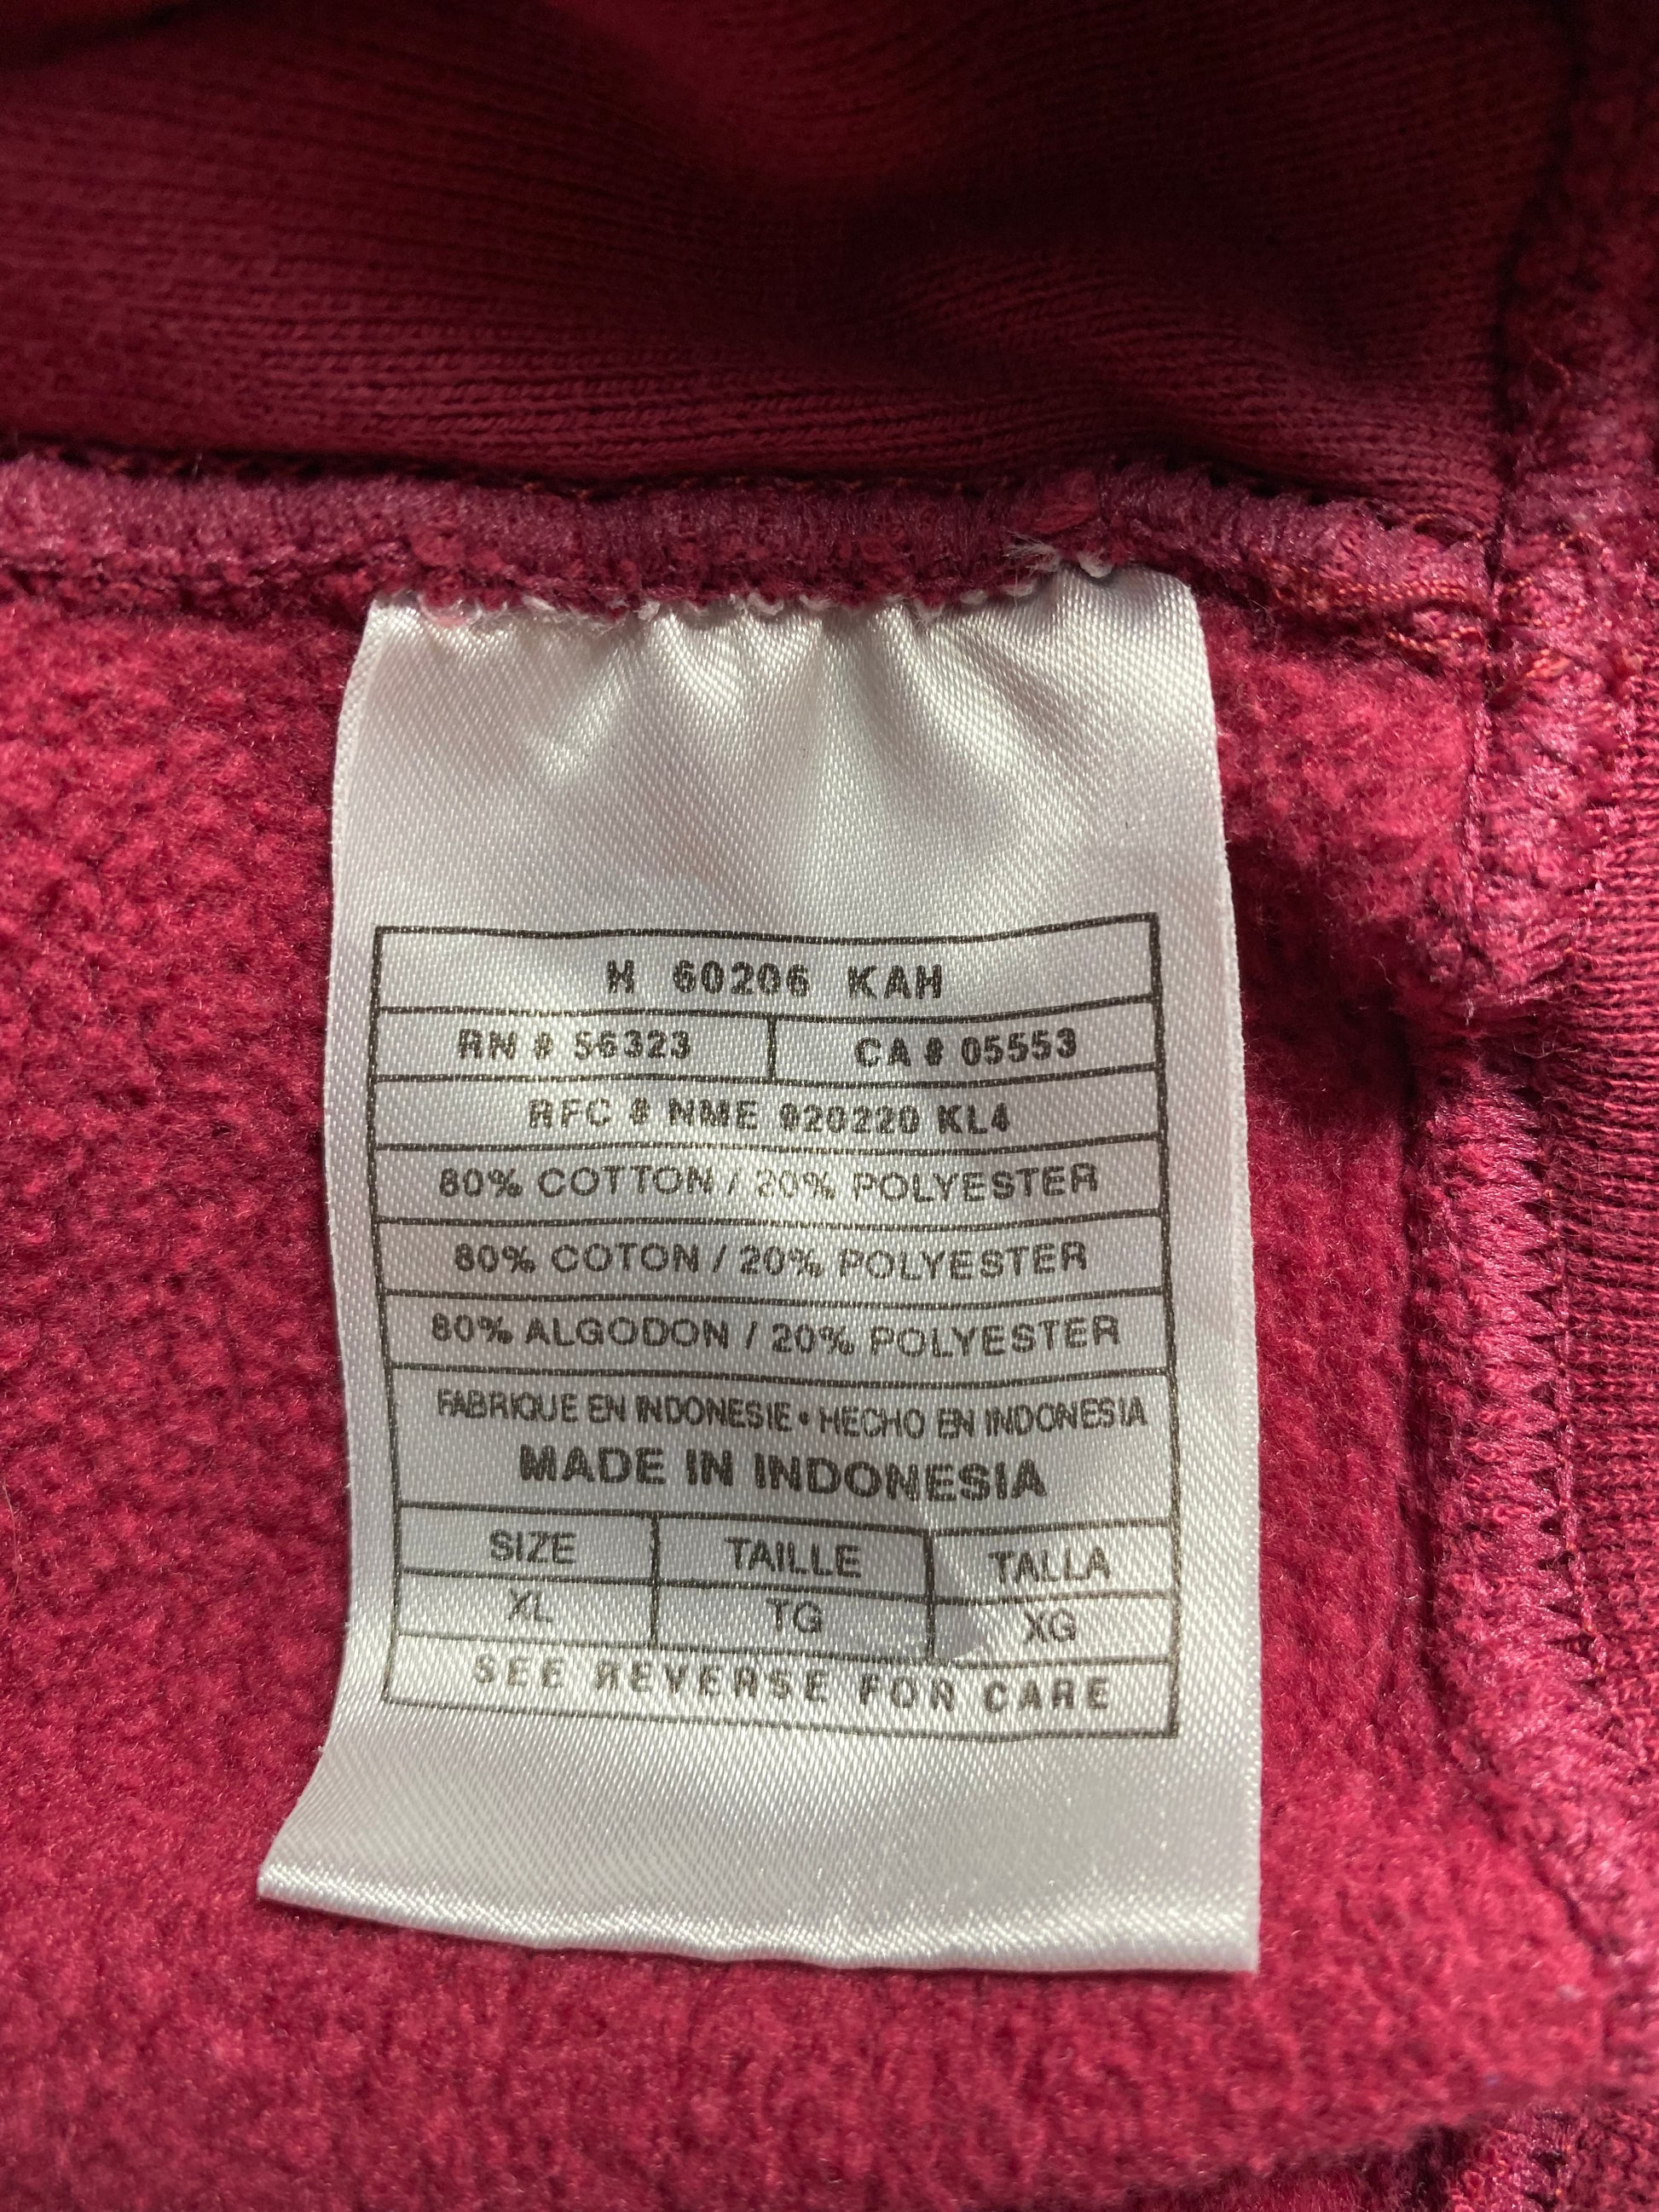 H 60206 KAH
RN # 56323 CA # 05553
RFC # NME 920220 KL4
80% COTTON / 20% POLYESTER
80% COTON / 20% POLYESTER
80% ALGODON / 20% POLYESTER
FABRIQUE EN INDONESIE • HECHO EN INDONESIA
MADE IN INDONESIA
SIZE TAILLE TALLA
XL TG XG
SEE REVERSE FOR CARE